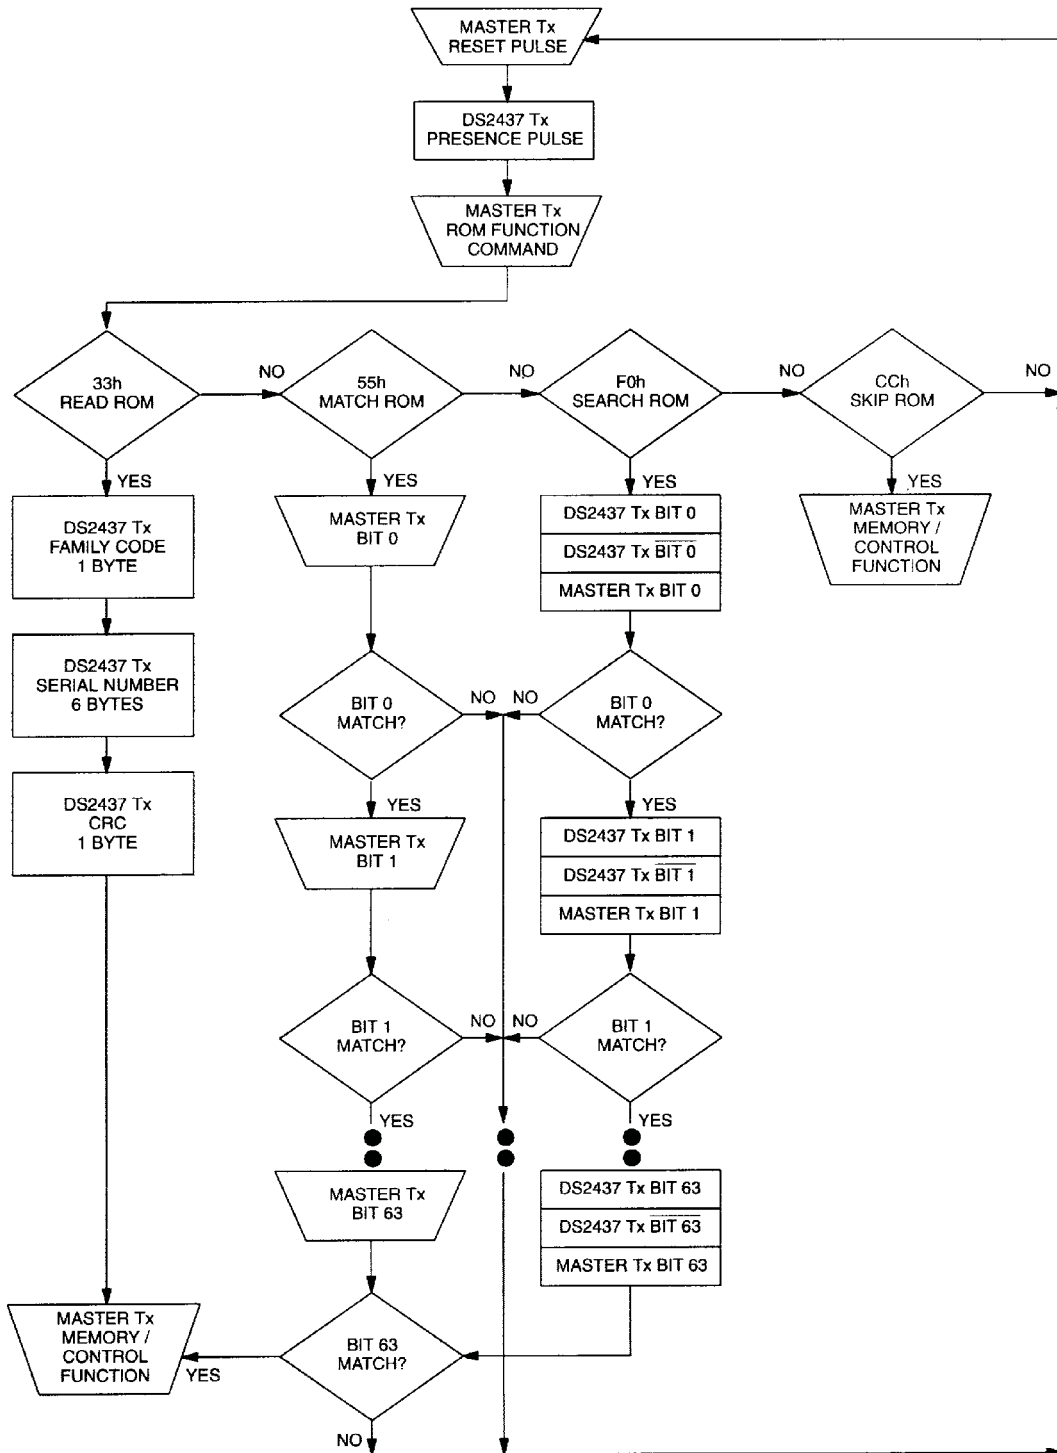 MASTER Tx
RESET PULSE
DS2437 Tx
PRESENCE PULSE
MASTER Tx
ROM FUNCTION
COMMAND
33h
READ ROM
NO
55h
MATCH ROM
NO
F0h
SEARCH ROM
NO
CCh
SKIP ROM
NO
YES
YES
YES
YES
DS2437 Tx
FAMILY CODE
1 BYTE
MASTER Tx
BIT 0
DS2437 Tx BIT 0
DS2437 Tx B̅I̅T̅ ̅0̅
MASTER Tx BIT 0
MASTER Tx
MEMORY /
CONTROL
FUNCTION
DS2437 Tx
SERIAL NUMBER
6 BYTES
BIT 0
MATCH?
NO
NO
BIT 0
MATCH?
YES
YES
DS2437 Tx
CRC
1 BYTE
MASTER Tx
BIT 1
DS2437 Tx BIT 1
DS2437 Tx B̅I̅T̅ ̅1̅
MASTER Tx BIT 1
BIT 1
MATCH?
NO
NO
BIT 1
MATCH?
YES
YES
MASTER Tx
BIT 63
DS2437 Tx BIT 63
DS2437 Tx B̅I̅T̅ ̅6̅3̅
MASTER Tx BIT 63
MASTER Tx
MEMORY /
CONTROL
FUNCTION
YES
BIT 63
MATCH?
NO